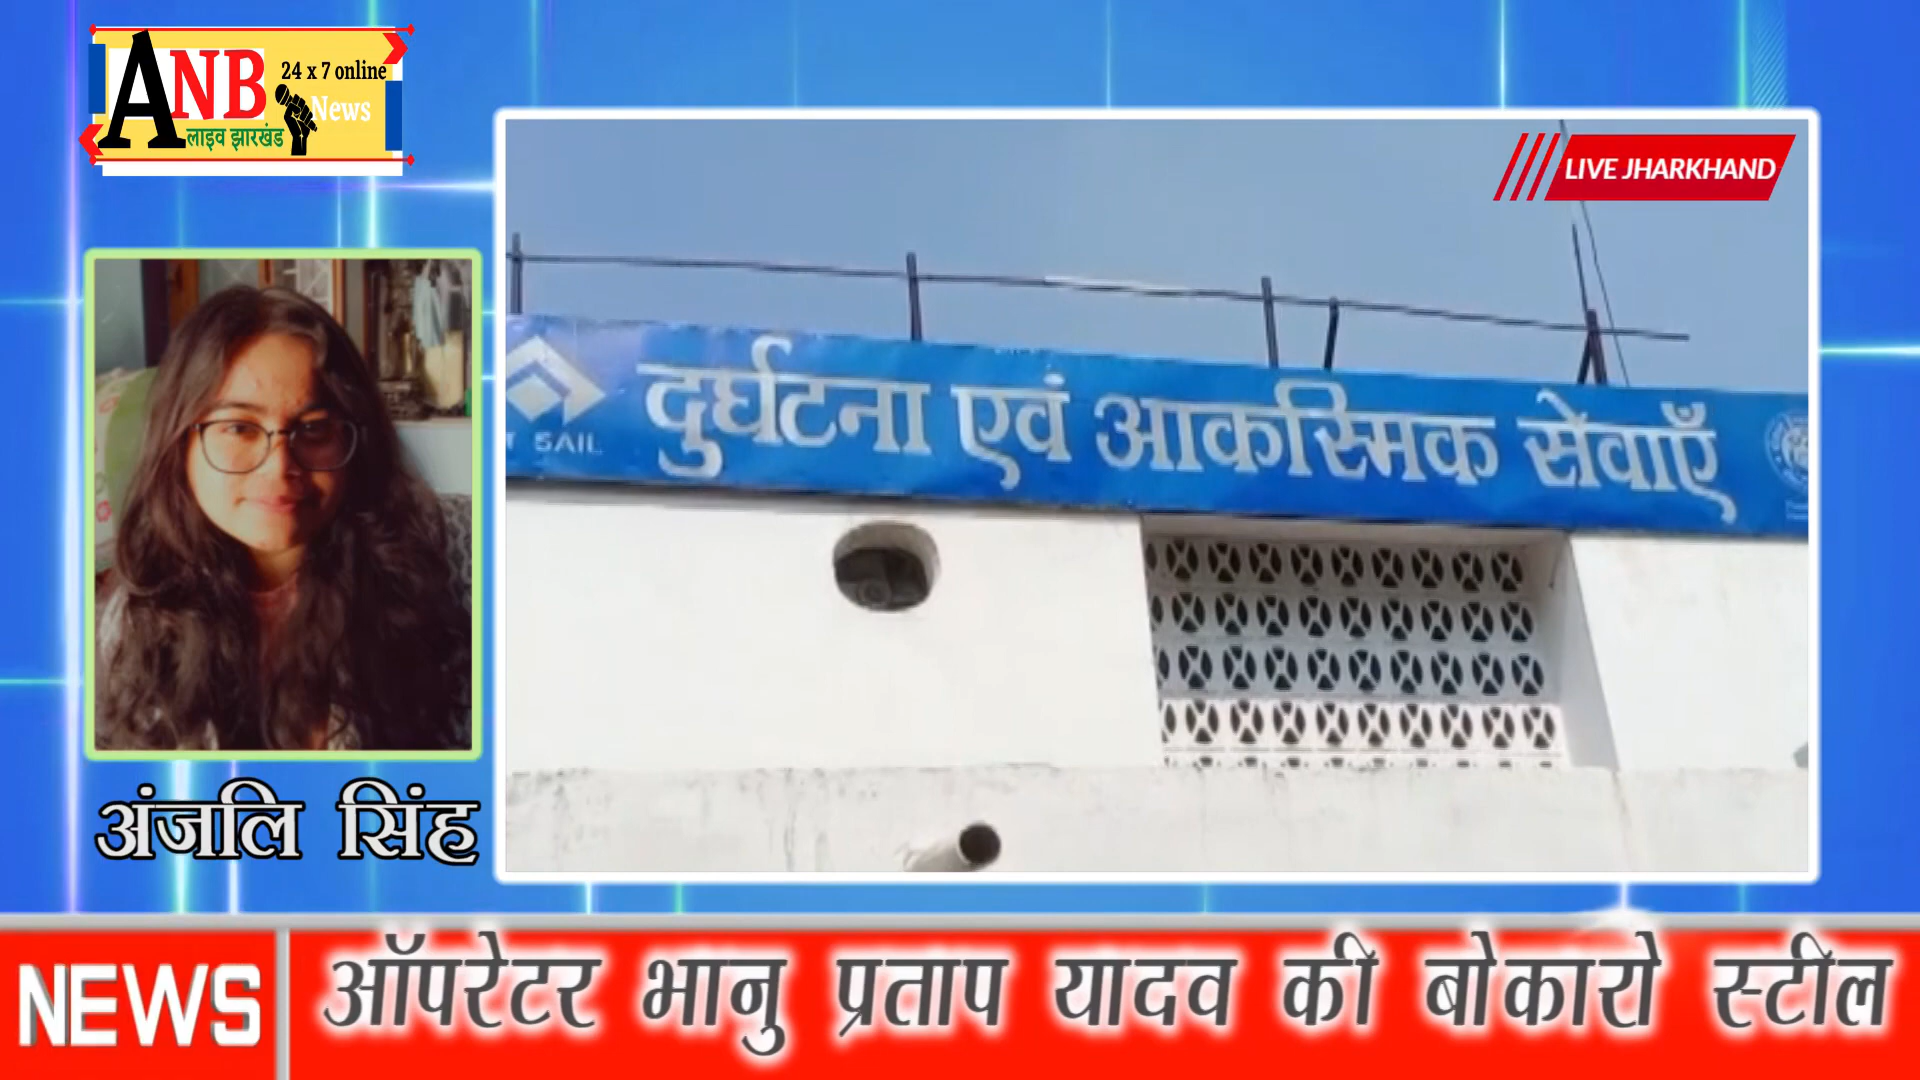 ANB
24 x 7 online
News
लाइव झारखंड
LIVE JHARKHAND
SAIL
दुर्घटना एवं आकस्मिक सेवाएँ
अंजलि सिंह
NEWS
ऑपरेटर भानु प्रताप यादव की बोकारो स्टील